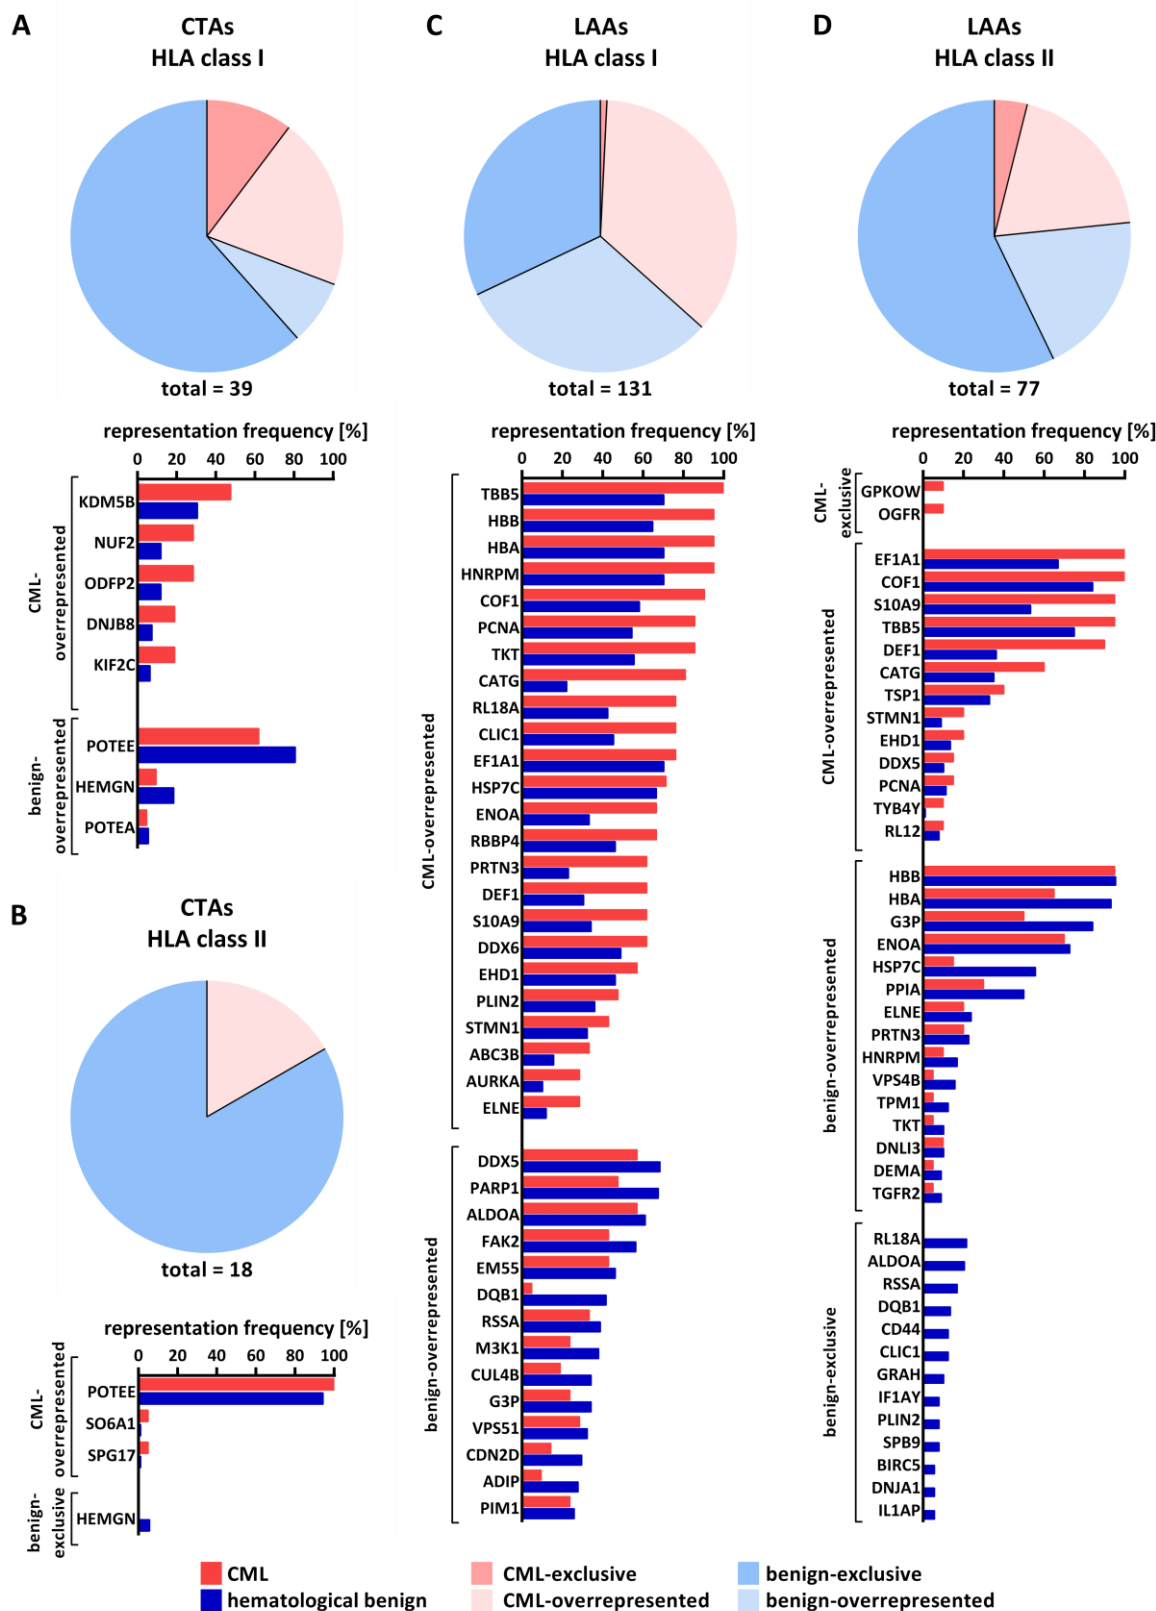 A
CTAs
HLA class I
total = 39
representation frequency [%]
0 20 40 60 80 100
CML-
overrepresented
KDM5B
NUF2
ODFP2
DNJB8
KIF2C
benign-
overrepresented
POTEE
HEMGN
POTEA
B
CTAs
HLA class II
total = 18
representation frequency [%]
0 20 40 60 80 100
CML-
overrepresented
POTEE
SO6A1
SPG17
benign-
exclusive
HEMGN
C
LAAs
HLA class I
total = 131
representation frequency [%]
0 20 40 60 80 100
CML-overrepresented
TBB5
HBB
HBA
HNRPM
COF1
PCNA
TKT
CATG
RL18A
CLIC1
EF1A1
HSP7C
ENOA
RBBP4
PRTN3
DEF1
S10A9
DDX6
EHD1
PLIN2
STMN1
ABC3B
AURKA
ELNE
benign-overrepresented
DDX5
PARP1
ALDOA
FAK2
EM55
DQB1
RSSA
M3K1
CUL4B
G3P
VPS51
CDN2D
ADIP
PIM1
D
LAAs
HLA class II
total = 77
representation frequency [%]
0 20 40 60 80 100
CML-
exclusive
GPKOW
OGFR
CML-overrepresented
EF1A1
COF1
S10A9
TBB5
DEF1
CATG
TSP1
STMN1
EHD1
DDX5
PCNA
TYB4Y
RL12
benign-overrepresented
HBB
HBA
G3P
ENOA
HSP7C
PPIA
ELNE
PRTN3
HNRPM
VPS4B
TPM1
TKT
DNLI3
DEMA
TGFR2
benign-exclusive
RL18A
ALDOA
RSSA
DQB1
CD44
CLIC1
GRAH
IF1AY
PLIN2
SPB9
BIRC5
DNJA1
IL1AP
CML
hematological benign
CML-exclusive
CML-overrepresented
benign-exclusive
benign-overrepresented